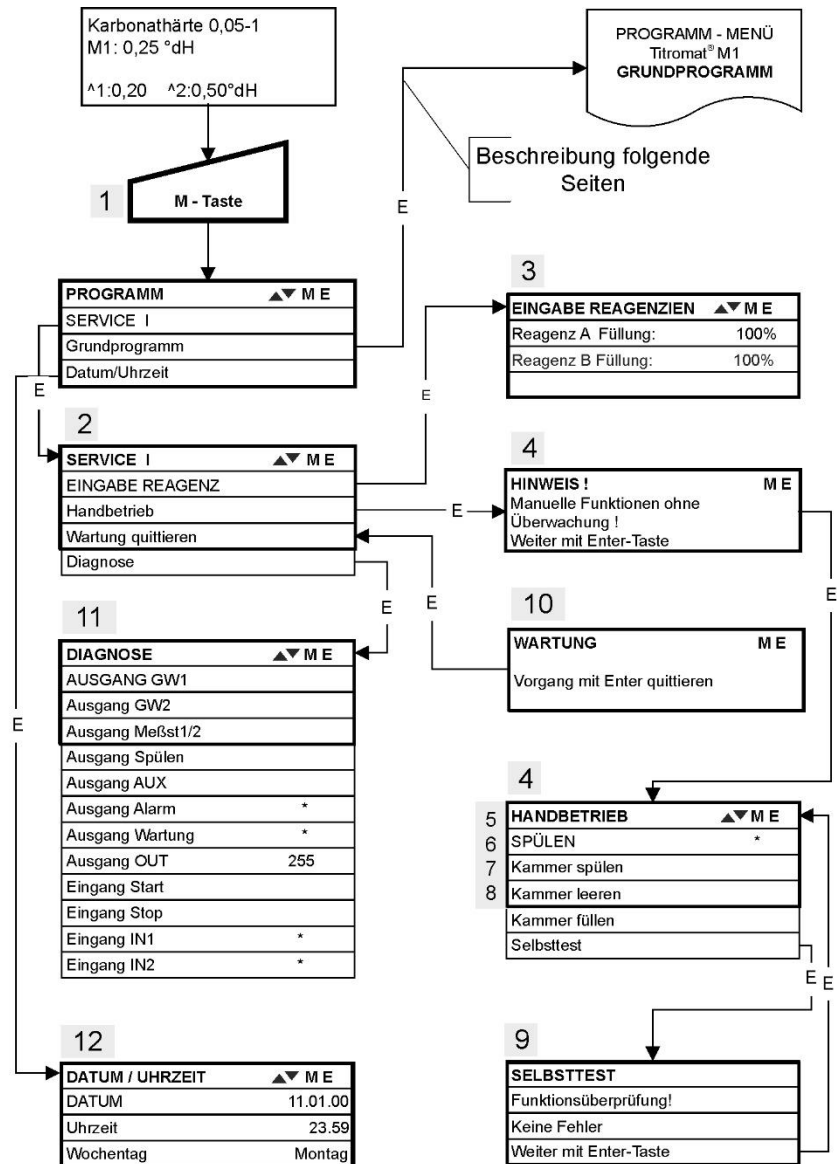 Karbonathärte 0,05-1
M1: 0,25 °dH
^1:0,20 ^2:0,50°dH
PROGRAMM - MENÜ
Titromat® M1
GRUNDPROGRAMM
Beschreibung folgende
Seiten
1
M - Taste
E
PROGRAMM ▲▼ M E
SERVICE I
Grundprogramm
Datum/Uhrzeit
E
3
EINGABE REAGENZIEN ▲▼ M E
Reagenz A Füllung: 100%
Reagenz B Füllung: 100%
E
2
SERVICE I ▲▼ M E
EINGABE REAGENZ
Handbetrieb
Wartung quittieren
Diagnose
E
4
HINWEIS ! M E
Manuelle Funktionen ohne
Überwachung !
Weiter mit Enter-Taste
E
E
E
10
WARTUNG M E
Vorgang mit Enter quittieren
11
DIAGNOSE ▲▼ M E
AUSGANG GW1
Ausgang GW2
Ausgang Meßst1/2
Ausgang Spülen
Ausgang AUX
Ausgang Alarm *
Ausgang Wartung *
Ausgang OUT 255
Eingang Start
Eingang Stop
Eingang IN1 *
Eingang IN2 *
E
4
5 HANDBETRIEB ▲▼ M E
6 SPÜLEN *
7 Kammer spülen
8 Kammer leeren
Kammer füllen
Selbsttest
E E
12
DATUM / UHRZEIT ▲▼ M E
DATUM 11.01.00
Uhrzeit 23.59
Wochentag Montag
9
SELBSTTEST
Funktionsüberprüfung!
Keine Fehler
Weiter mit Enter-Taste